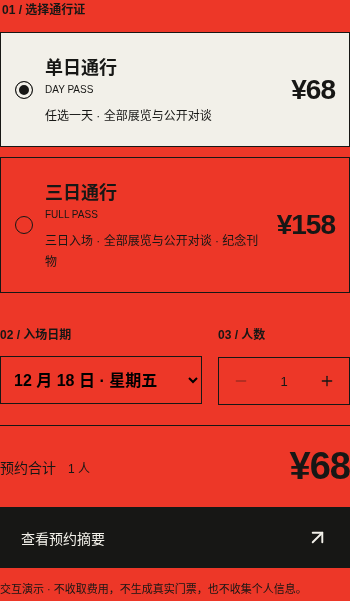 01 / 选择通行证
单日通行
DAY PASS
任选一天 · 全部展览与公开对谈
¥68
三日通行
FULL PASS
三日入场 · 全部展览与公开对谈 · 纪念刊
物
¥158
02 / 入场日期
03 / 人数
12 月 18 日 · 星期五
− 1 +
预约合计 1 人
¥68
查看预约摘要
交互演示 · 不收取费用，不生成真实门票，也不收集个人信息。